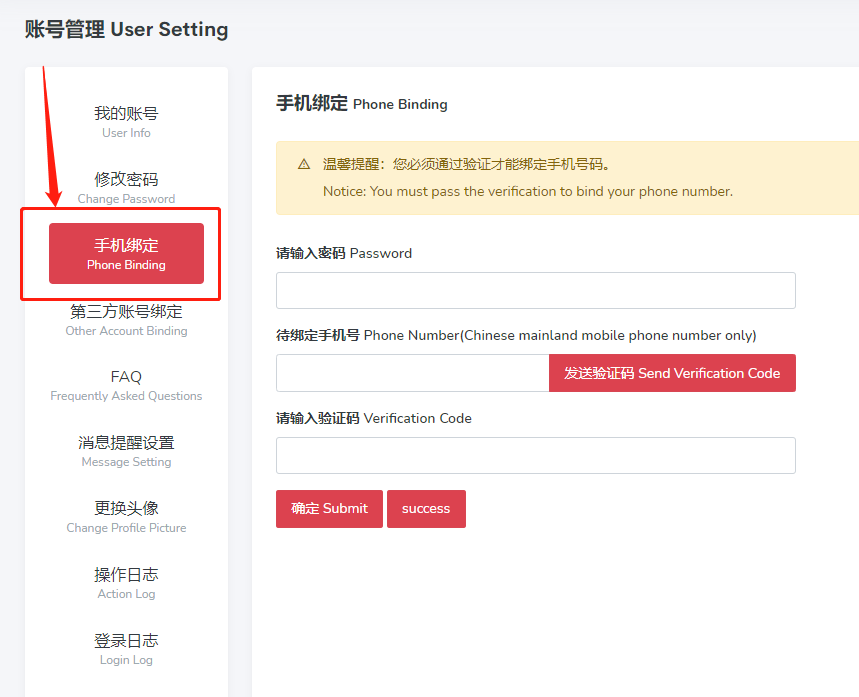 账号管理 User Setting
我的账号
User Info
修改密码
Change Password
手机绑定
Phone Binding
第三方账号绑定
Other Account Binding
FAQ
Frequently Asked Questions
消息提醒设置
Message Setting
更换头像
Change Profile Picture
操作日志
Action Log
登录日志
Login Log
手机绑定 Phone Binding
温馨提醒：您必须通过验证才能绑定手机号码。
Notice: You must pass the verification to bind your phone number.
请输入密码 Password
待绑定手机号 Phone Number(Chinese mainland mobile phone number only)
发送验证码 Send Verification Code
请输入验证码 Verification Code
确定 Submit
success